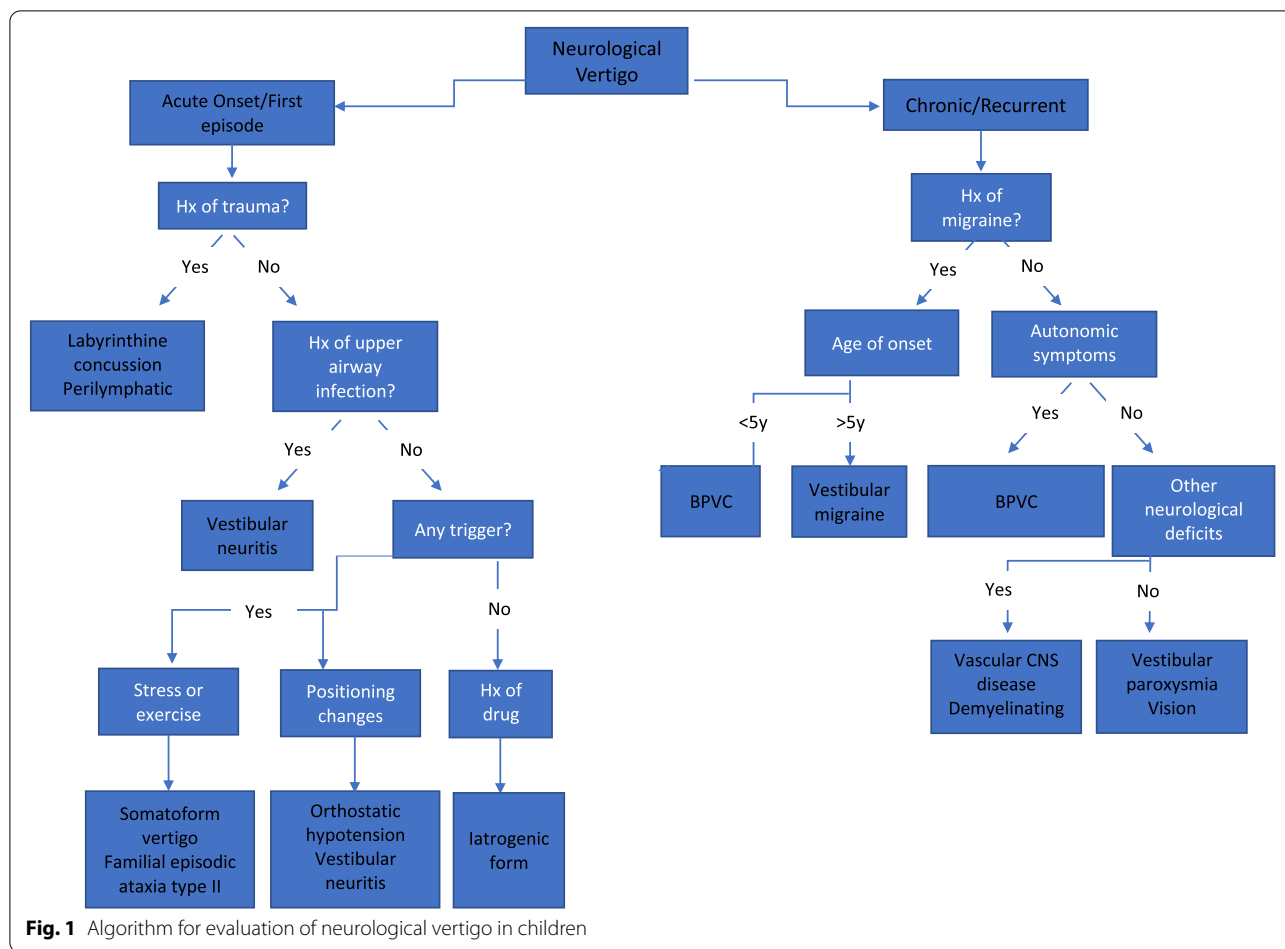 Neurological
Vertigo
Acute Onset/First
episode
Chronic/Recurrent
Hx of trauma?
Hx of
migraine?
Yes
No
Yes
No
Labyrinthine
concussion
Perilymphatic
Hx of upper
airway
infection?
Age of onset
Autonomic
symptoms
Yes
No
<5y
>5y
Yes
No
Vestibular
neuritis
Any trigger?
BPVC
Vestibular
migraine
BPVC
Other
neurological
deficits
Yes
No
Yes
No
Stress or
exercise
Positioning
changes
Hx of
drug
Vascular CNS
disease
Demyelinating
Vestibular
paroxysmia
Vision
Somatoform
vertigo
Familial episodic
ataxia type II
Orthostatic
hypotension
Vestibular
neuritis
Iatrogenic
form
Fig. 1 Algorithm for evaluation of neurological vertigo in children